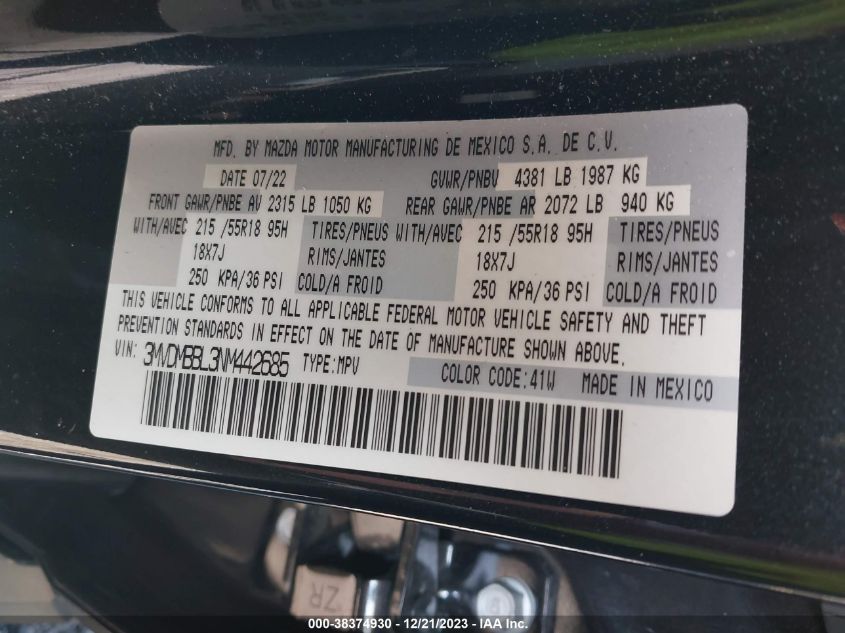 MFD. BY MAZDA MOTOR MANUFACTURING DE MEXICO S.A. DE C.V.
DATE 07/22 GVWR/PNBV 4381 LB 1987 KG
FRONT GAWR/PNBE AV 2315 LB 1050 KG REAR GAWR/PNBE AR 2072 LB 940 KG
WITH/AVEC 215 /55R18 95H TIRES/PNEUS WITH/AVEC 215 /55R18 95H TIRES/PNEUS
18X7J RIMS/JANTES 18X7J RIMS/JANTES
250 KPA/36 PSI COLD/A FROID 250 KPA/36 PSI COLD/A FROID
THIS VEHICLE CONFORMS TO ALL APPLICABLE FEDERAL MOTOR VEHICLE SAFETY AND THEFT
PREVENTION STANDARDS IN EFFECT ON THE DATE OF MANUFACTURE SHOWN ABOVE.
VIN: 3MVDMBBL3NM442685 TYPE:MPV
COLOR CODE:41W MADE IN MEXICO
ZR
000-38374930 - 12/21/2023 - IAA Inc.